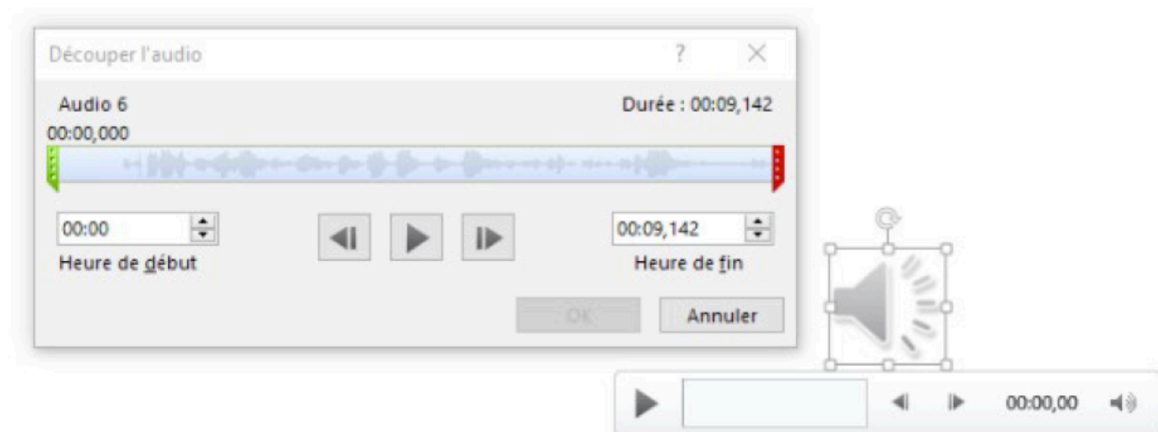 Découper l'audio ?
Audio 6 Durée : 00:09,142
00:00,000
00:00 00:09,142
Heure de début Heure de fin
OK Annuler
00:00,00